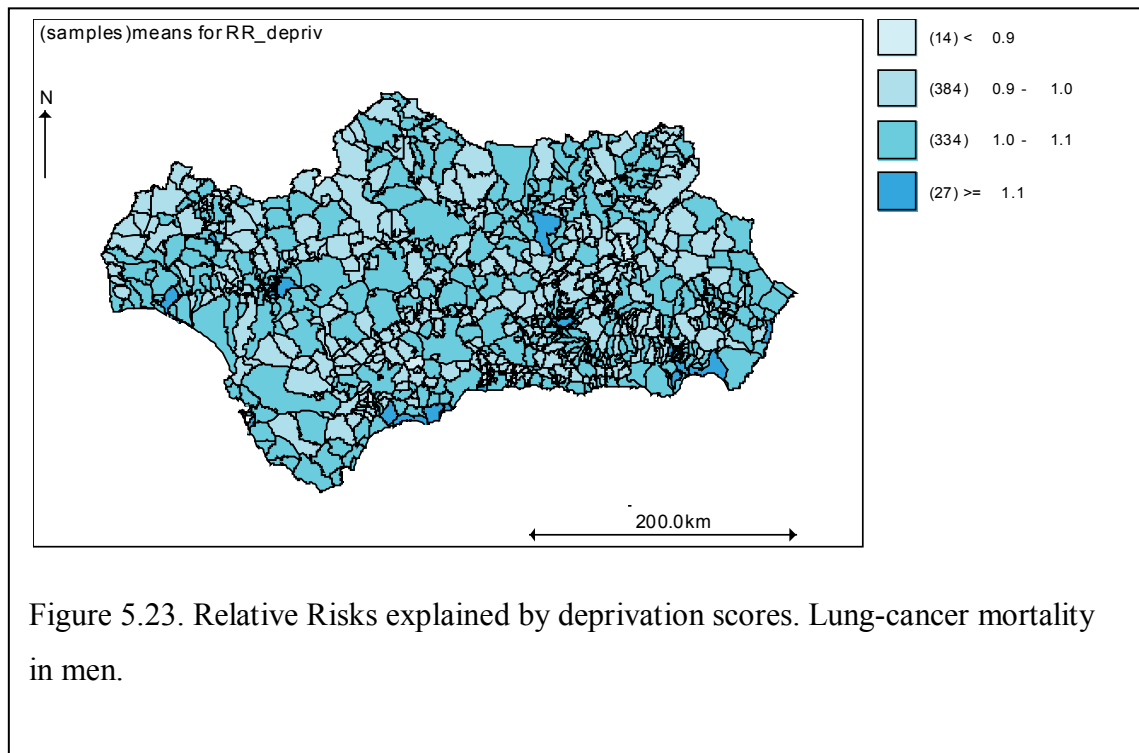 (samples)means for RR_depriv
N
200.0km
(14) < 0.9
(384) 0.9 - 1.0
(334) 1.0 - 1.1
(27) >= 1.1
Figure 5.23. Relative Risks explained by deprivation scores. Lung-cancer mortality
in men.